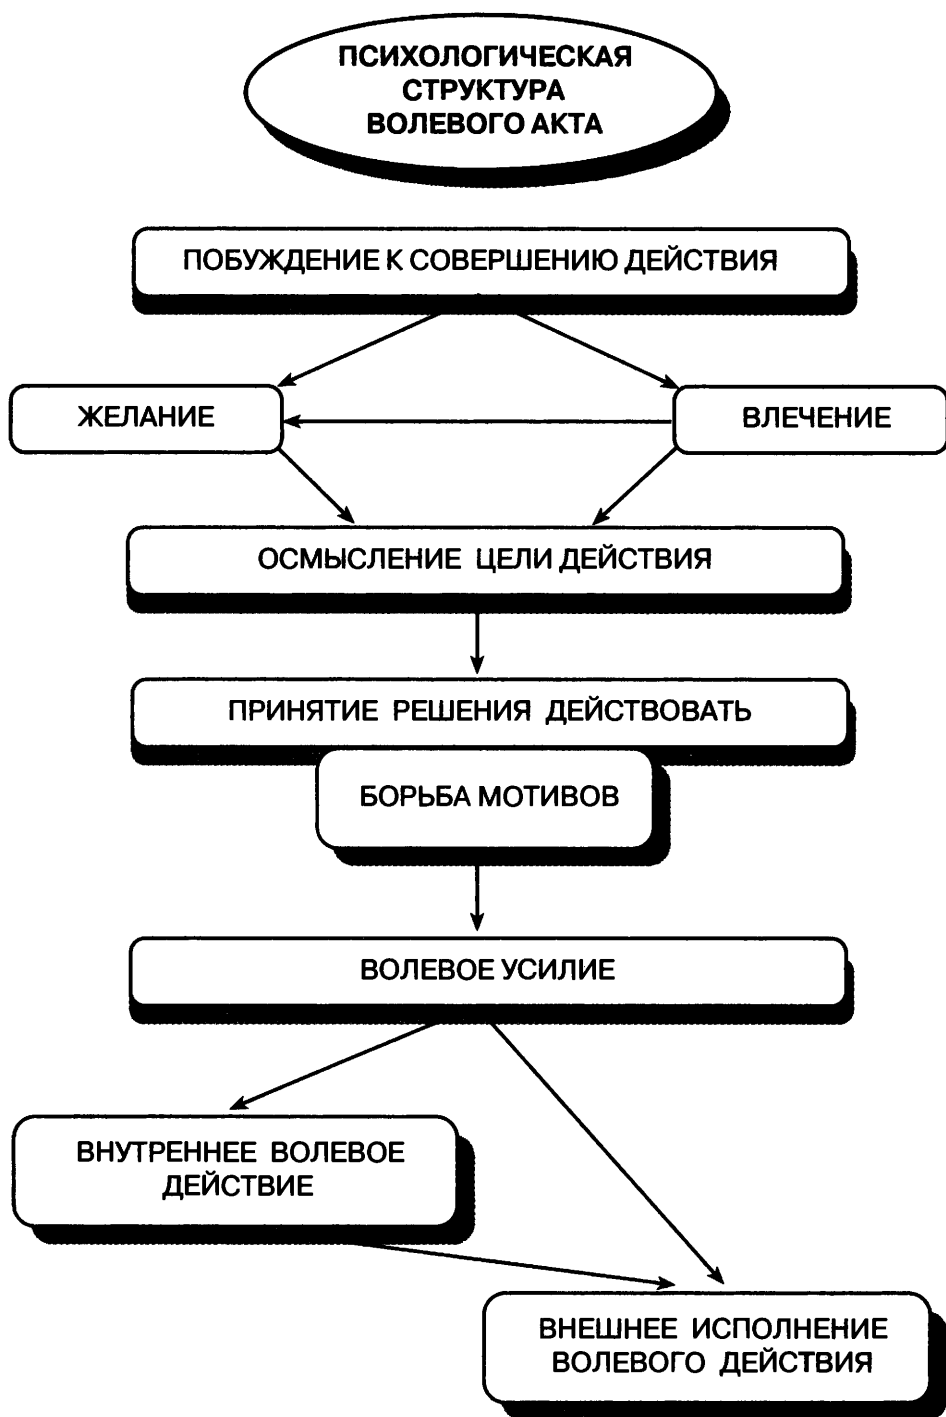 ПСИХОЛОГИЧЕСКАЯ
СТРУКТУРА
ВОЛЕВОГО АКТА
ПОБУЖДЕНИЕ К СОВЕРШЕНИЮ ДЕЙСТВИЯ
ЖЕЛАНИЕ
ВЛЕЧЕНИЕ
ОСМЫСЛЕНИЕ ЦЕЛИ ДЕЙСТВИЯ
ПРИНЯТИЕ РЕШЕНИЯ ДЕЙСТВОВАТЬ
БОРЬБА МОТИВОВ
ВОЛЕВОЕ УСИЛИЕ
ВНУТРЕННЕЕ ВОЛЕВОЕ
ДЕЙСТВИЕ
ВНЕШНЕЕ ИСПОЛНЕНИЕ
ВОЛЕВОГО ДЕЙСТВИЯ